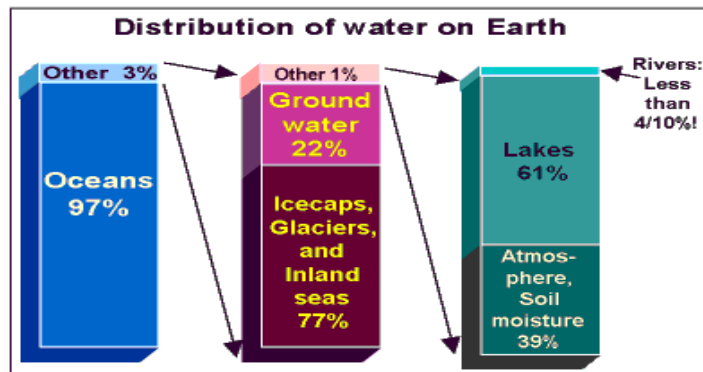 Distribution of water on Earth
Other 3%
Oceans
97%
Other 1%
Ground
water
22%
Icecaps,
Glaciers,
and
Inland
seas
77%
Rivers:
Less
than
4/10%!
Lakes
61%
Atmos-
phere,
Soil
moisture
39%